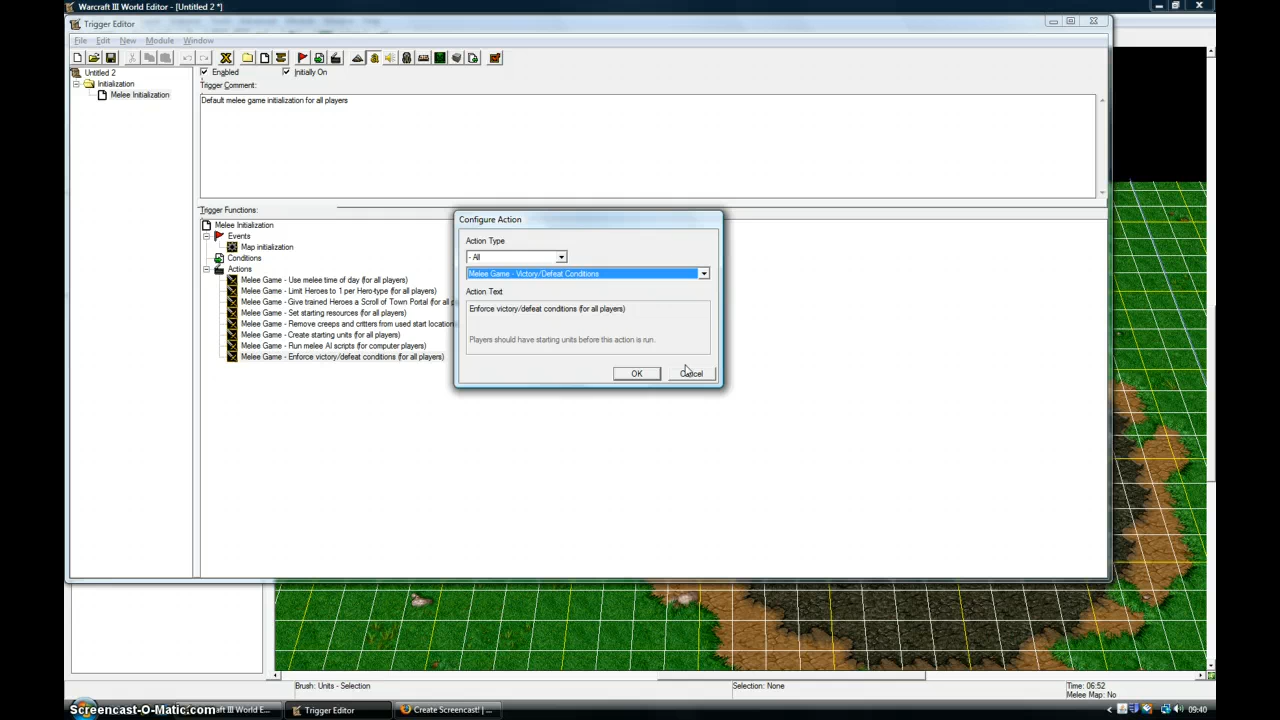 Warcraft III World Editor - [Untitled 2 *]
Trigger Editor
File Edit New Module Window
Untitled 2
Initialization
Melee Initialization
Enabled
Initially On
Trigger Comment:
Default melee game initialization for all players
Trigger Functions:
Melee Initialization
Events
Map initialization
Conditions
Actions
Melee Game - Use melee time of day (for all players)
Melee Game - Limit Heroes to 1 per Hero-type (for all players)
Melee Game - Give trained Heroes a Scroll of Town Portal (for all p
Melee Game - Set starting resources (for all players)
Melee Game - Remove creeps and critters from used start location
Melee Game - Create starting units (for all players)
Melee Game - Run melee AI scripts (for computer players)
Melee Game - Enforce victory/defeat conditions (for all players)
Configure Action
Action Type
- All
Melee Game - Victory/Defeat Conditions
Action Text
Enforce victory/defeat conditions (for all players)
Players should have starting units before this action is run.
OK
Cancel
Brush: Units - Selection
Selection: None
Time: 06:52
Melee Map: No
Screencast-O-Matic.com
raft III World E...
Trigger Editor
Create Screencast! | ...
09:40